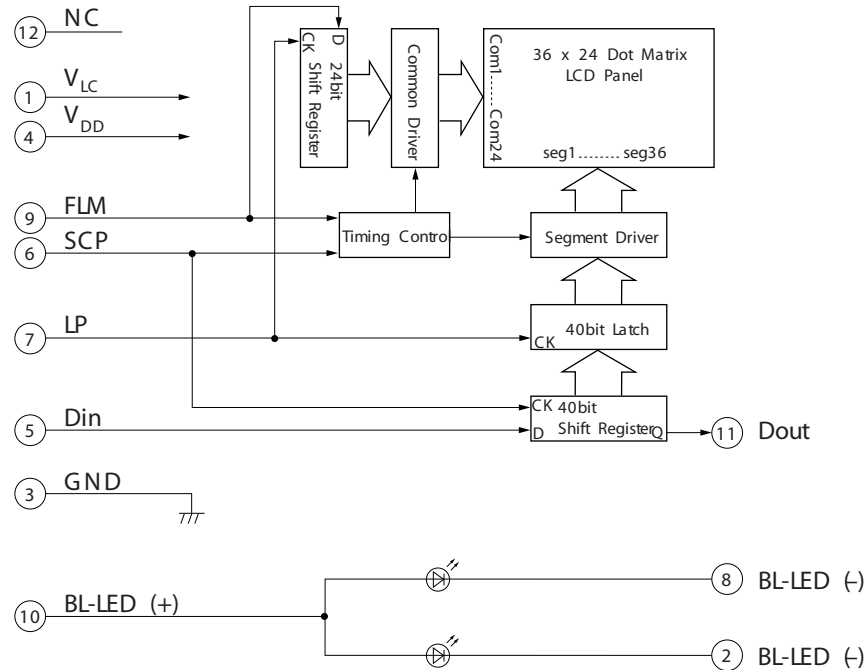 12 NC
1 VLC
4 VDD
9 FLM
6 SCP
7 LP
5 Din
3 GND
10 BL-LED (+)
D
CK
24bit
Shift Register
Common Driver
Com1......Com24
36 x 24 Dot Matrix
LCD Panel
seg1........ seg36
Timing Control
Segment Driver
40bit Latch
CK
CK 40bit
D Shift Register Q
11 Dout
8 BL-LED (-)
2 BL-LED (-)